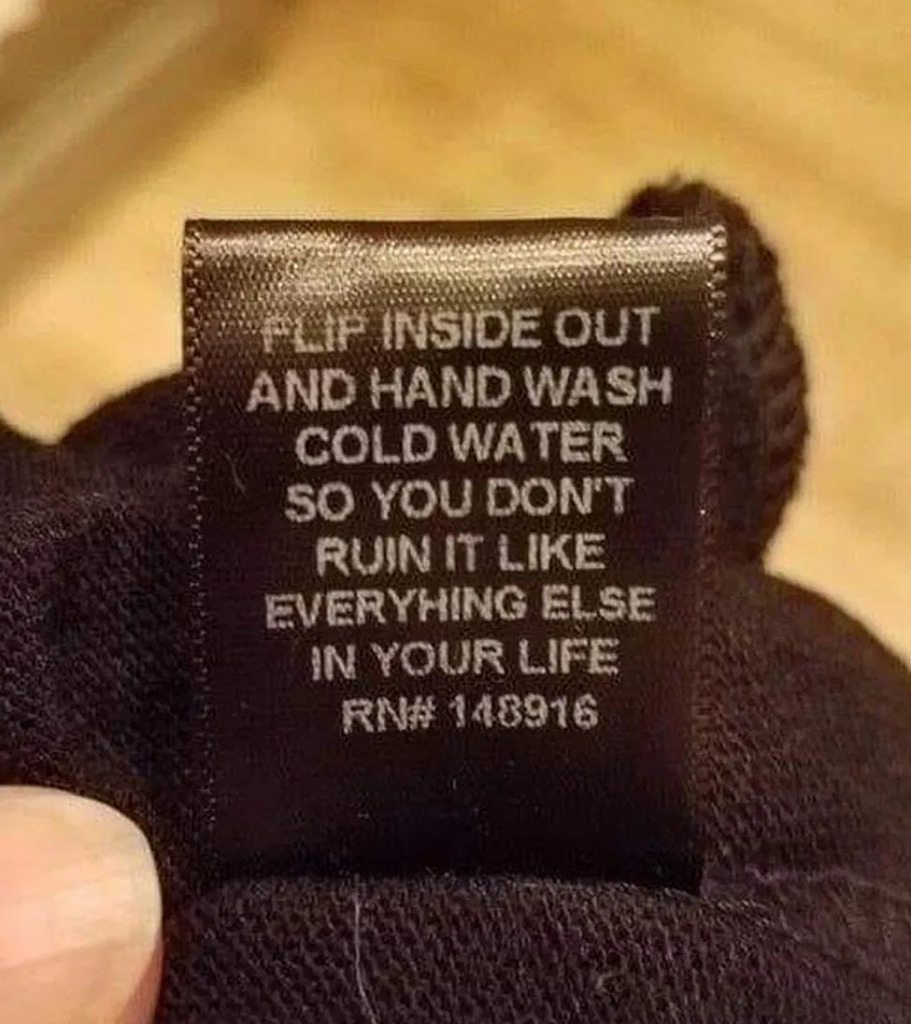 FLIP INSIDE OUT
AND HAND WASH
COLD WATER
SO YOU DON'T
RUIN IT LIKE
EVERYHING ELSE
IN YOUR LIFE
RN# 148916